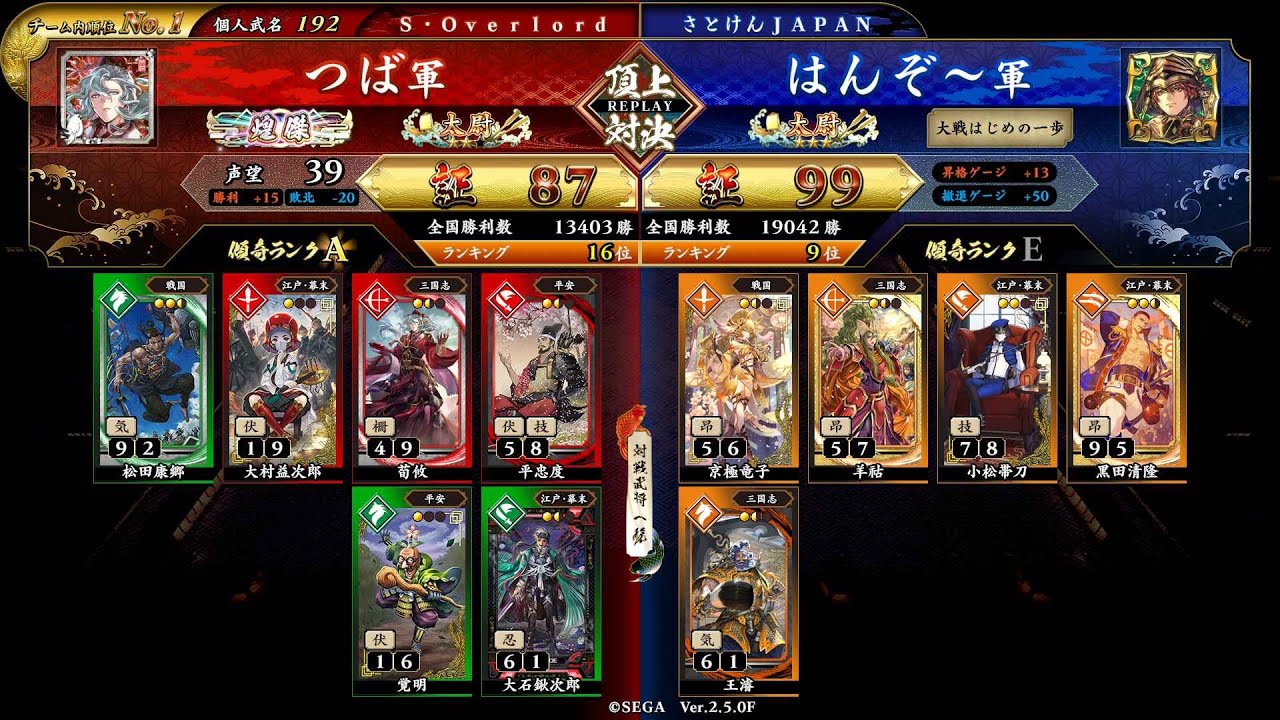 チーム内順位 No.1 個人武名 192
S・Overlord
さとけんJAPAN
つば軍
頂上
REPLAY
対決
はんぞ〜軍
煌傑
太尉
太尉
大戦はじめの一歩
声望 39
勝利 +15 敗北 -20
証 87
証 99
昇格ゲージ +13
撤退ゲージ +50
全国勝利数 13403勝
全国勝利数 19042勝
傾奇ランク A
ランキング 16位
ランキング 9位
傾奇ランク E
戦国
気
9 2
松田康郷
江戸・幕末
伏
1 9
大村益次郎
三国志
柵
4 9
荀攸
平安
伏 技
5 8
平忠度
戦国
昂
5 6
京極竜子
三国志
昂
5 7
羊祜
江戸・幕末
技
7 8
小松帯刀
江戸・幕末
昂
9 5
黒田清隆
対戦武将一覧
平安
伏
1 6
覚明
江戸・幕末
忍
6 1
大石鍬次郎
三国志
気
6 1
王濬
©SEGA Ver.2.5.0F